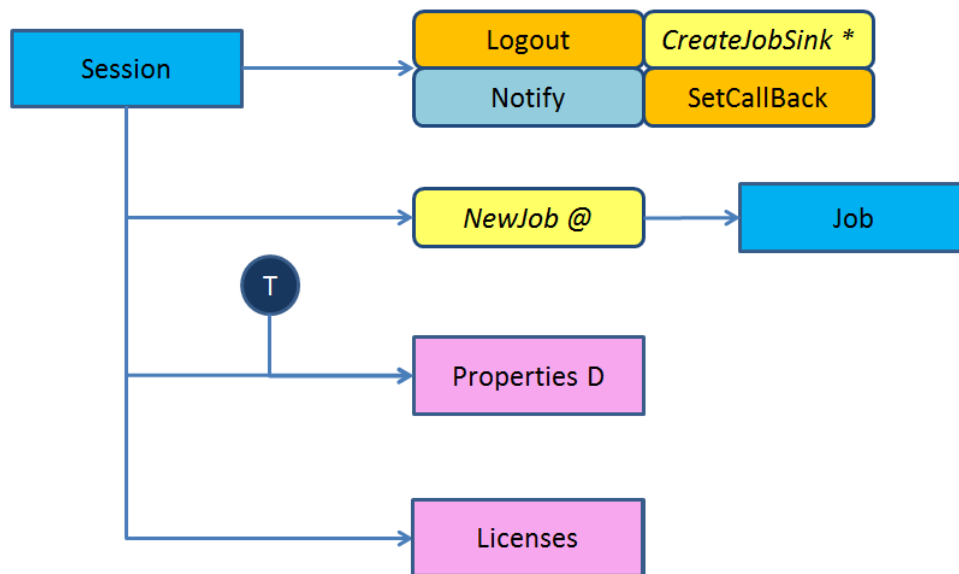 Session
Logout
CreateJobSink *
Notify
SetCallBack
NewJob @
Job
T
Properties D
Licenses